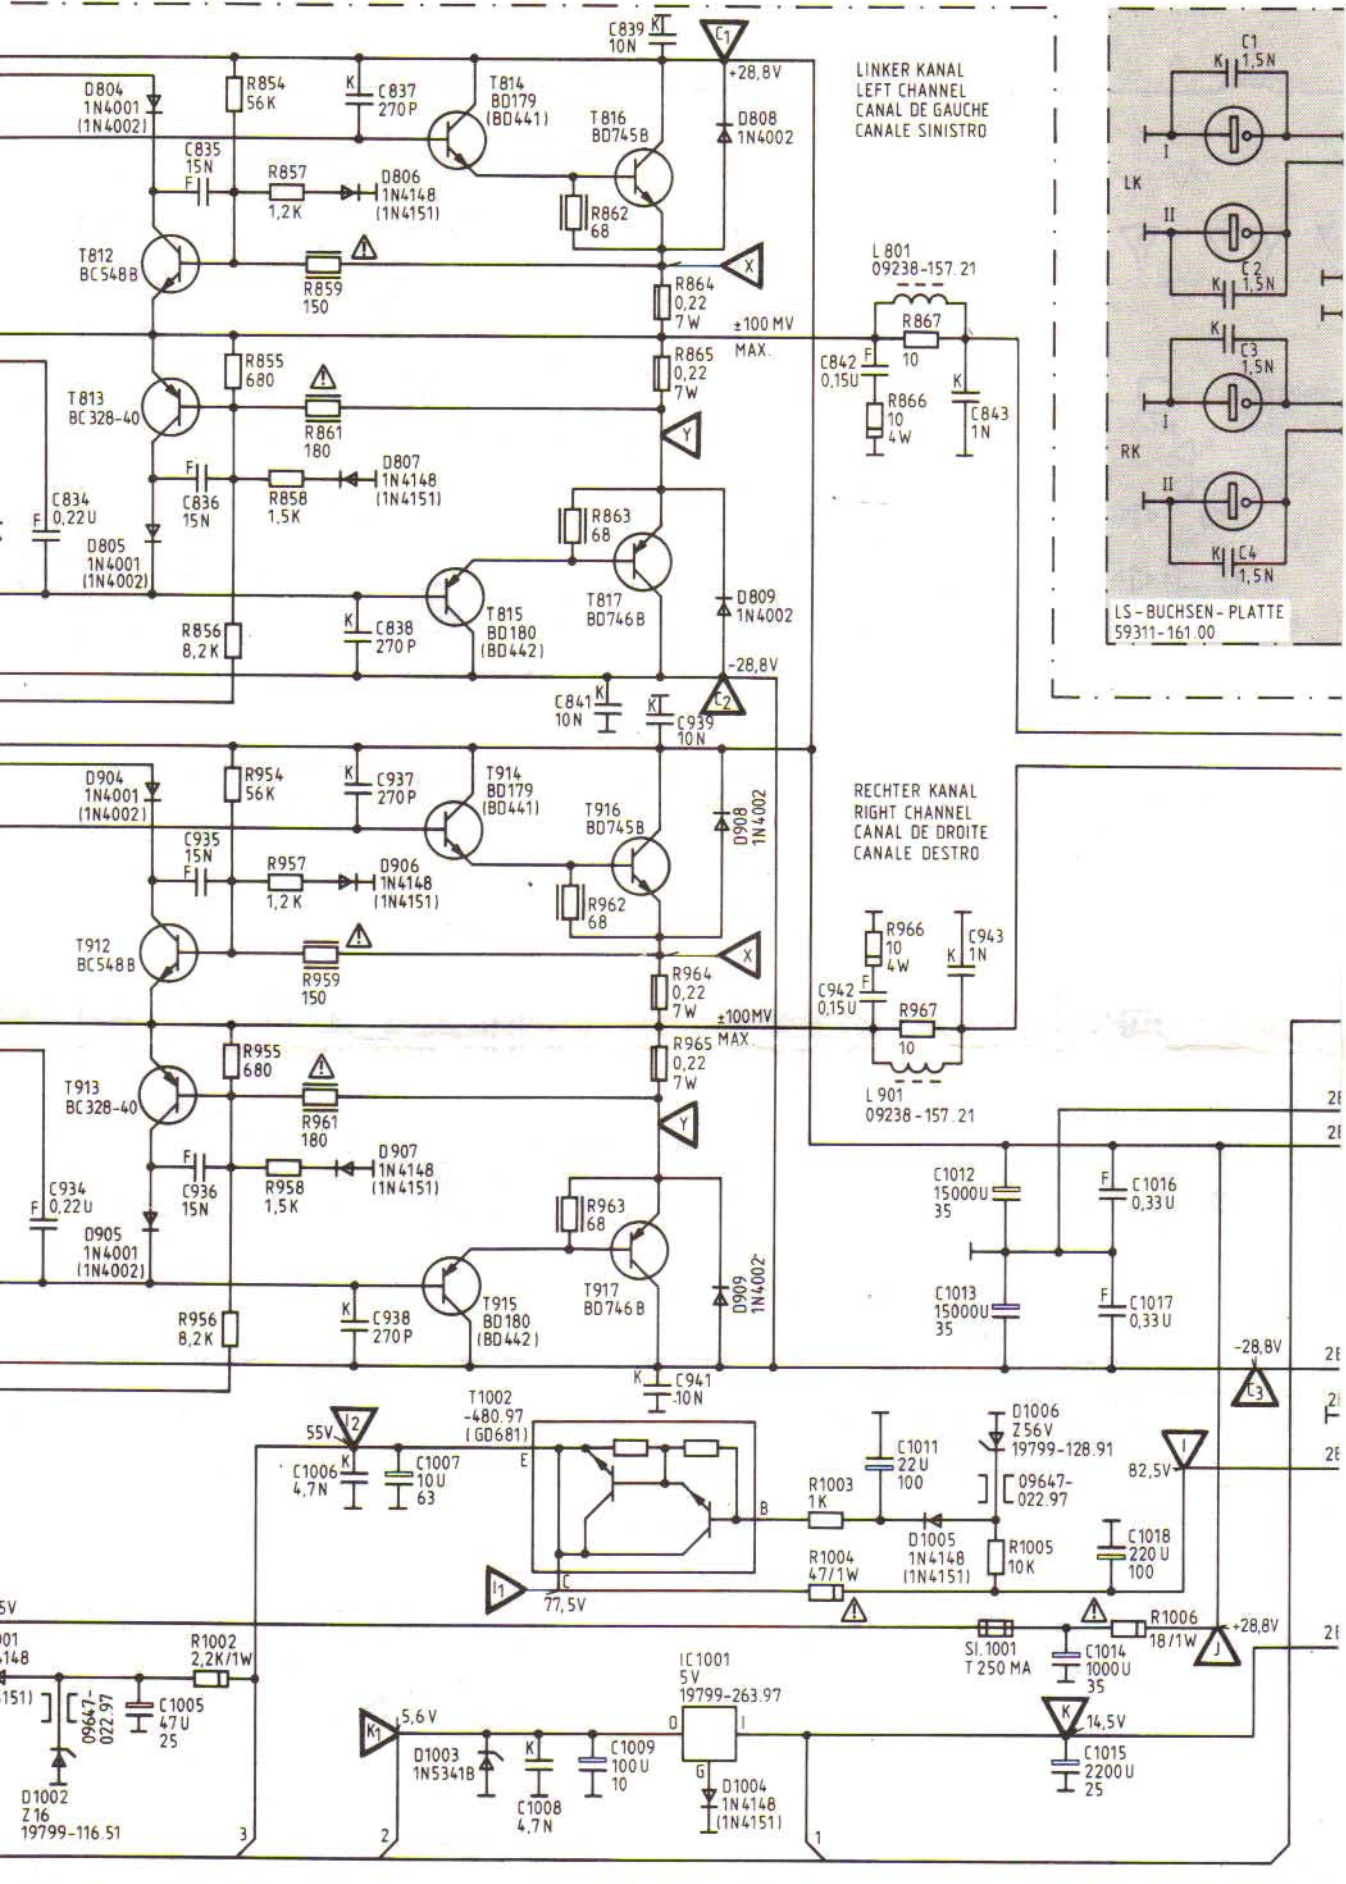 C839
10N
C1
+28,8V
LINKER KANAL
LEFT CHANNEL
CANAL DE GAUCHE
CANALE SINISTRO
C1
K 1,5N
D804
1N4001
(1N4002)
R854
56K
K
C837
270P
T814
BD179
(BD441)
T816
BD745B
D808
1N4002
C835
15N
F
R857
1,2K
D806
1N4148
(1N4151)
R862
68
I
LK
II
T812
BC548B
R859
150
X
R864
0,22
7W
L801
09238-157.21
C2
K 1,5N
±100 MV
MAX.
R867
10
K
C3
1,5N
R855
680
R865
0,22
7W
C842
0,15U
F
T813
BC328-40
R861
180
Y
R866
10
4W
K
C843
1N
I
RK
II
C834
0,22U
F
F
C836
15N
R858
1,5K
D807
1N4148
(1N4151)
R863
68
D805
1N4001
(1N4002)
K C4
1,5N
T817
BD746B
D809
1N4002
LS-BUCHSEN-PLATTE
59311-161.00
R856
8,2K
K
C838
270P
T815
BD180
(BD442)
-28,8V
C2
C841
10N
K
K
C939
10N
D904
1N4001
(1N4002)
R954
56K
K
C937
270P
T914
BD179
(BD441)
T916
BD745B
D908
1N4002
RECHTER KANAL
RIGHT CHANNEL
CANAL DE DROITE
CANALE DESTRO
C935
15N
F
R957
1,2K
D906
1N4148
(1N4151)
R962
68
T912
BC548B
R959
150
X
R966
10
4W
K
C943
1N
R964
0,22
7W
C942
0,15U
F
R967
10
±100MV
MAX.
R955
680
R965
0,22
7W
T913
BC328-40
R961
180
Y
L901
09238-157.21
C934
0,22U
F
F
C936
15N
R958
1,5K
D907
1N4148
(1N4151)
R963
68
C1012
15000U
35
F
C1016
0,33U
D905
1N4001
(1N4002)
T917
BD746B
D909
1N4002
C1013
15000U
35
F
C1017
0,33U
R956
8,2K
K
C938
270P
T915
BD180
(BD442)
-28,8V
C3
K
C941
10N
T1002
-480.97
(GD681)
J2
55V
K
C1006
4,7N
C1007
10U
63
E
B
C
C1011
22U
100
D1006
Z56V
19799-128.91
09647-
022.97
I
82,5V
R1003
1K
D1005
1N4148
(1N4151)
R1005
10K
C1018
220U
100
R1004
47/1W
I1
77,5V
5V
SI.1001
T 250 MA
C1014
1000U
35
R1006
18/1W
+28,8V
J
4148
R1002
2,2K/1W
09647-
022.97
C1005
47U
25
D1002
Z16
19799-116.51
3
K1
5,6V
D1003
1N5341B
K
C1008
4,7N
C1009
100U
10
IC1001
5V
19799-263.97
O
I
G
D1004
1N4148
(1N4151)
K
14,5V
C1015
2200U
25
2
1